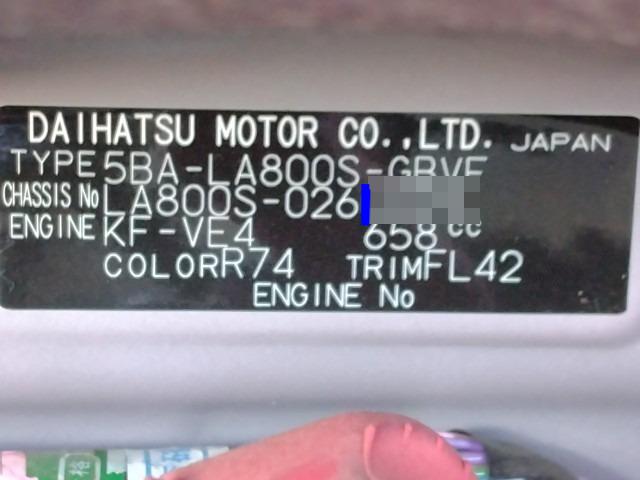 DAIHATSU MOTOR CO.,LTD. JAPAN
TYPE 5BA-LA800S-GBVF
CHASSIS No LA800S-026
ENGINE KF-VE4 658 cc
COLOR R74 TRIM FL42
ENGINE No